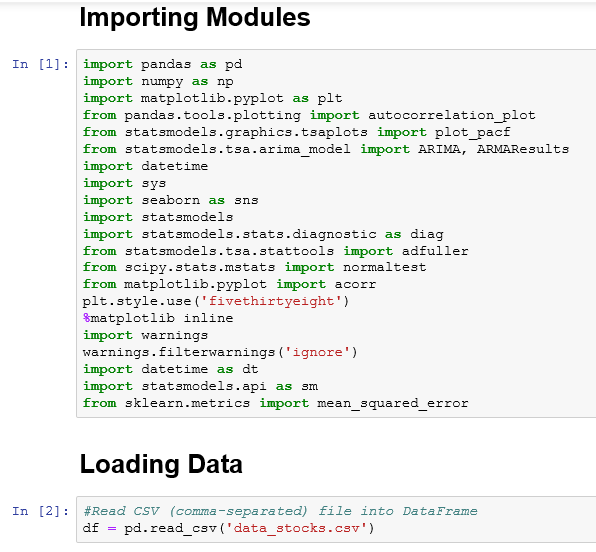 Importing Modules
In [1]: import pandas as pd
import numpy as np
import matplotlib.pyplot as plt
from pandas.tools.plotting import autocorrelation_plot
from statsmodels.graphics.tsaplots import plot_pacf
from statsmodels.tsa.arima_model import ARIMA, ARMAResults
import datetime
import sys
import seaborn as sns
import statsmodels
import statsmodels.stats.diagnostic as diag
from statsmodels.tsa.stattools import adfuller
from scipy.stats.mstats import normaltest
from matplotlib.pyplot import acorr
plt.style.use('fivethirtyeight')
%matplotlib inline
import warnings
warnings.filterwarnings('ignore')
import datetime as dt
import statsmodels.api as sm
from sklearn.metrics import mean_squared_error
Loading Data
In [2]: #Read CSV (comma-separated) file into DataFrame
df = pd.read_csv('data_stocks.csv')